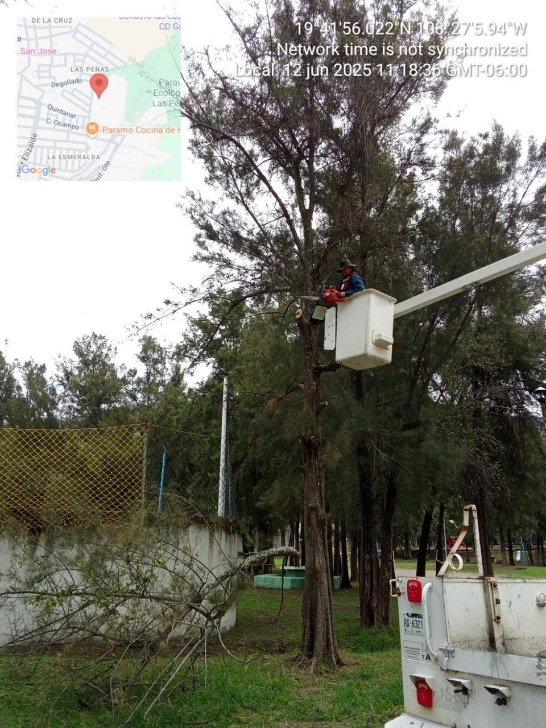 DE LA CRUZ
CD Gu
San Jose
LAS PEÑAS
Degollado
Parqu
Ecológ
Las Pe
Quintanar
C. Ocampo
Paramo Cocina de H
LA ESMERALDA
Google
19°41'56.022"N 103°27'5.94"W
Network time is not synchronized
Local: 12 jun 2025 11:18:36 GMT-06:00